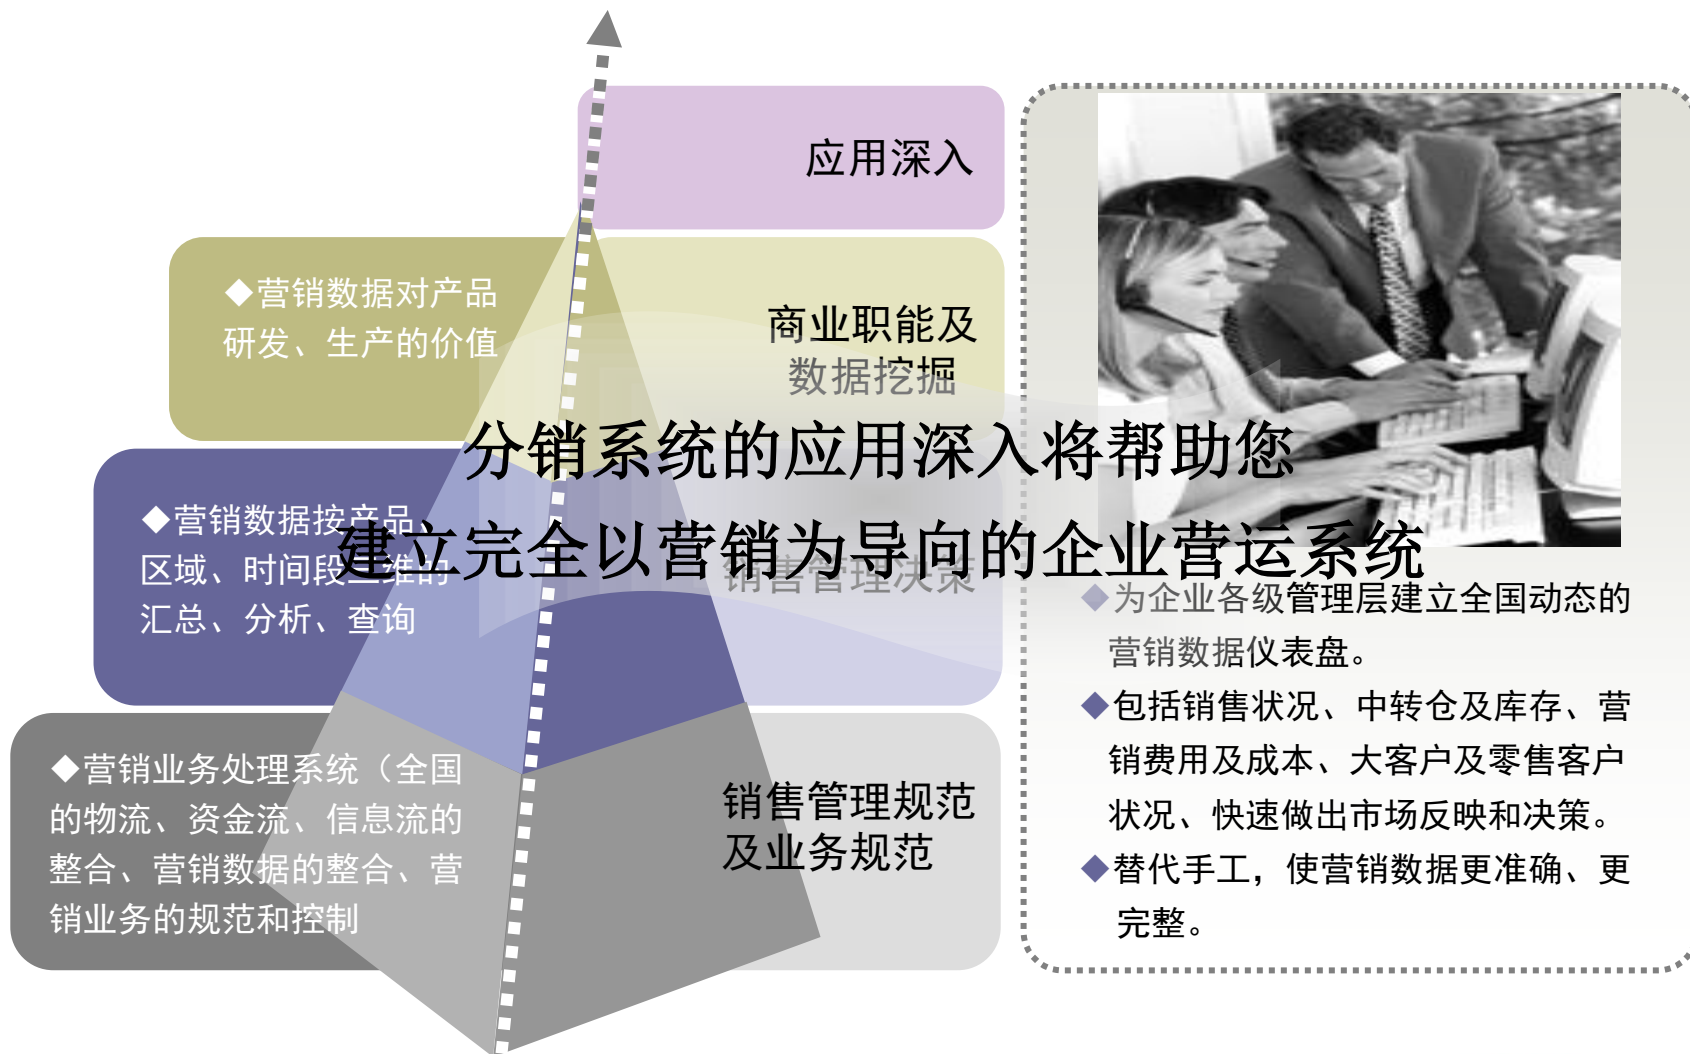 应用深入
◆营销数据对产品
研发、生产的价值
商业职能及
数据挖掘
分销系统的应用深入将帮助您
建立完全以营销为导向的企业营运系统
◆营销数据按产品、
区域、时间段三维的
汇总、分析、查询
销售管理决策
◆营销业务处理系统（全国
的物流、资金流、信息流的
整合、营销数据的整合、营
销业务的规范和控制
销售管理规范
及业务规范
◆为企业各级管理层建立全国动态的
营销数据仪表盘。
◆包括销售状况、中转仓及库存、营
销费用及成本、大客户及零售客户
状况、快速做出市场反映和决策。
◆替代手工，使营销数据更准确、更
完整。